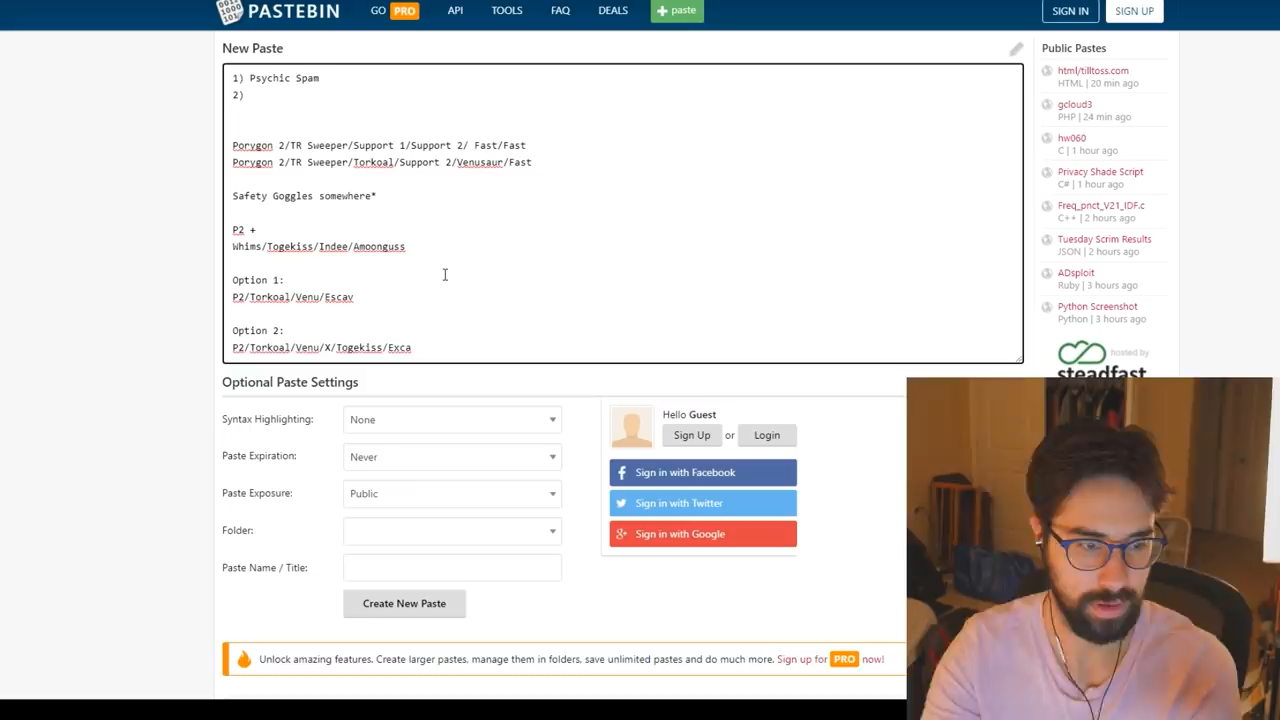 PASTEBIN
GO PRO API TOOLS FAQ DEALS + paste SIGN IN SIGN UP
New Paste
1) Psychic Spam
2)
Porygon 2/TR Sweeper/Support 1/Support 2/ Fast/Fast
Porygon 2/TR Sweeper/Torkoal/Support 2/Venusaur/Fast
Safety Goggles somewhere*
P2 +
Whims/Togekiss/Indee/Amoonguss
Option 1:
P2/Torkoal/Venu/Escav
Option 2:
P2/Torkoal/Venu/X/Togekiss/Exca
Public Pastes
html/tilltoss.com
HTML | 20 min ago
gcloud3
PHP | 24 min ago
hw060
C | 1 hour ago
Privacy Shade Script
C# | 1 hour ago
Freq_pnct_V21_IDF.c
C++ | 2 hours ago
Tuesday Scrim Results
JSON | 2 hours ago
ADsploit
Ruby | 3 hours ago
Python Screenshot
Python | 3 hours ago
hosted by
steadfast
Optional Paste Settings
Syntax Highlighting: None
Paste Expiration: Never
Paste Exposure: Public
Folder:
Paste Name / Title:
Create New Paste
Hello Guest
Sign Up or Login
Sign in with Facebook
Sign in with Twitter
Sign in with Google
Unlock amazing features. Create larger pastes, manage them in folders, save unlimited pastes and do much more. Sign up for PRO now!